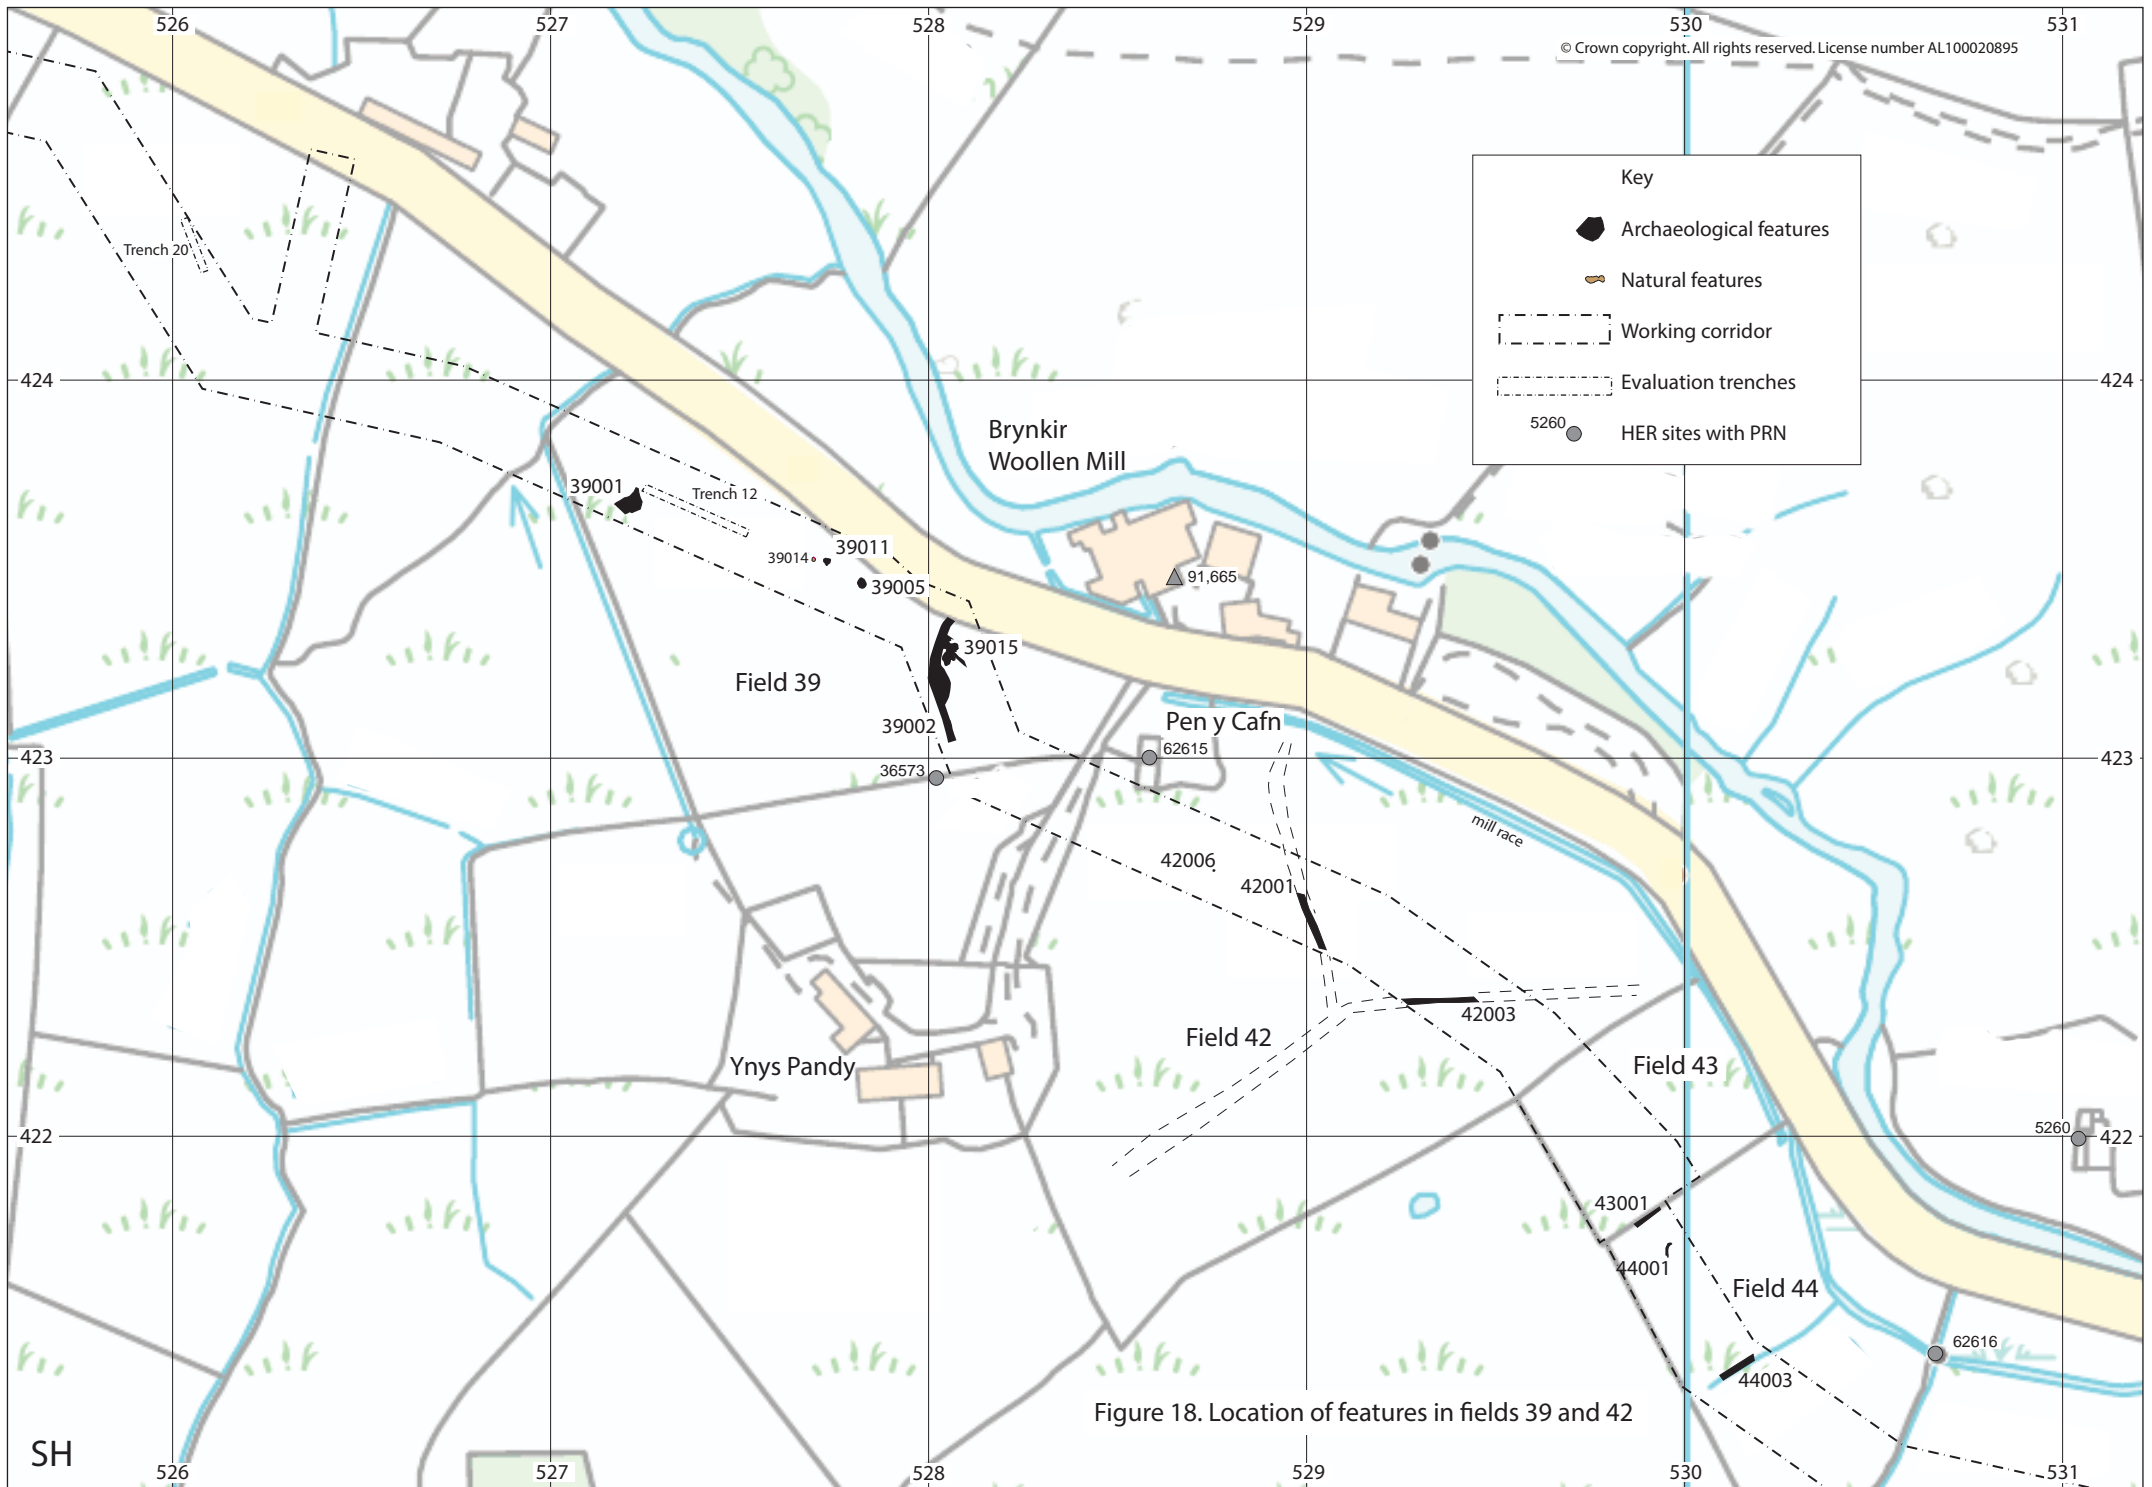 526
527
528
529
530
531
© Crown copyright. All rights reserved. License number AL100020895
Key
Archaeological features
Natural features
Working corridor
Evaluation trenches
5260
HER sites with PRN
Trench 20
424
424
Brynkir
Woollen Mill
39001
Trench 12
39014
39011
39005
91,665
39015
Field 39
39002
Pen y Cafn
62615
36573
423
423
mill race
42006
42001
42003
Field 42
Field 43
Ynys Pandy
422
5260
422
43001
44001
Field 44
62616
44003
Figure 18. Location of features in fields 39 and 42
SH
526
527
528
529
530
531